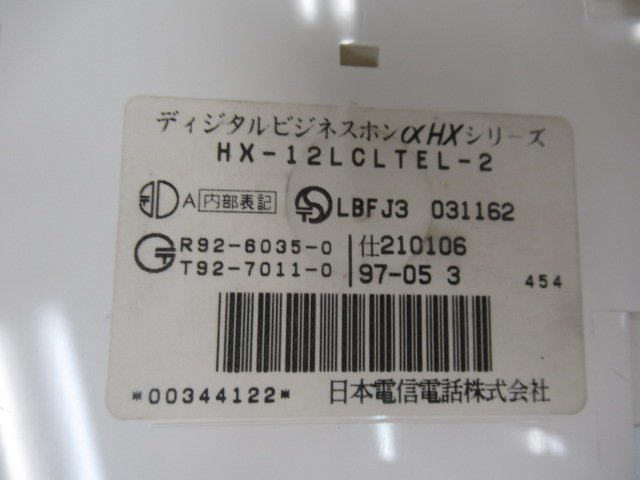 ディジタルビジネスホンαHXシリーズ
HX-12LCLTEL-2
A 内部表記 LBFJ3 031162
R92-6035-0 仕210106
T92-7011-0 97-05 3 454
*00344122* 日本電信電話株式会社